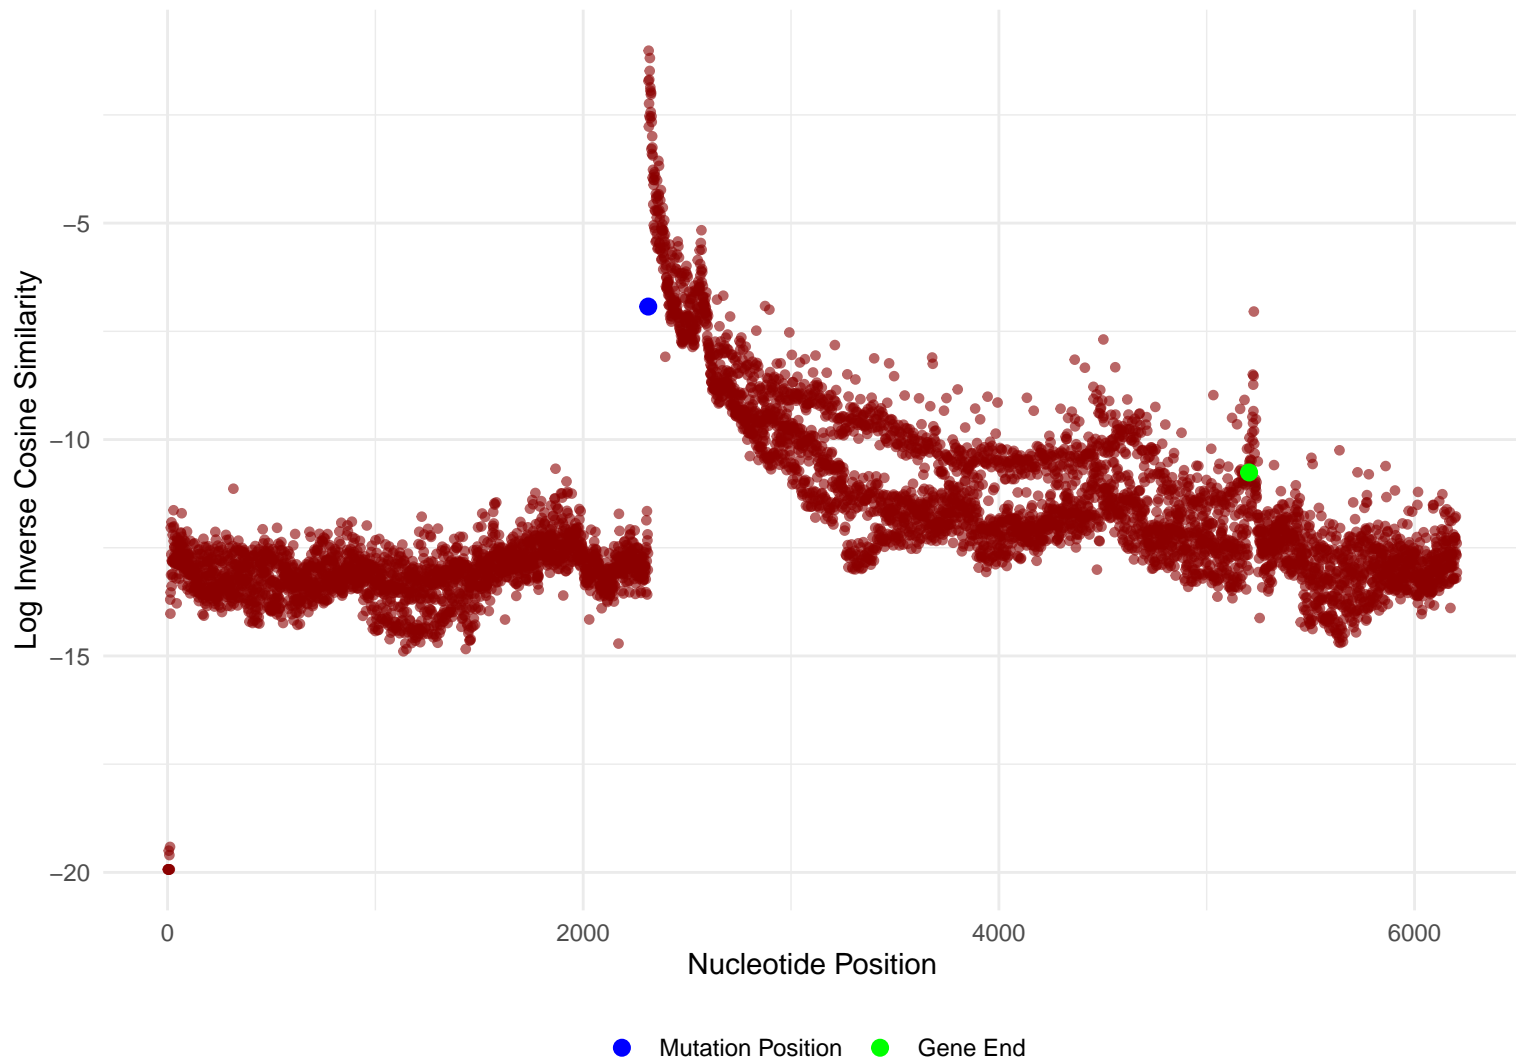 Log Inverse Cosine Similarity
−5
−10
−15
−20
0 2000 4000 6000
Nucleotide Position
Mutation Position Gene End